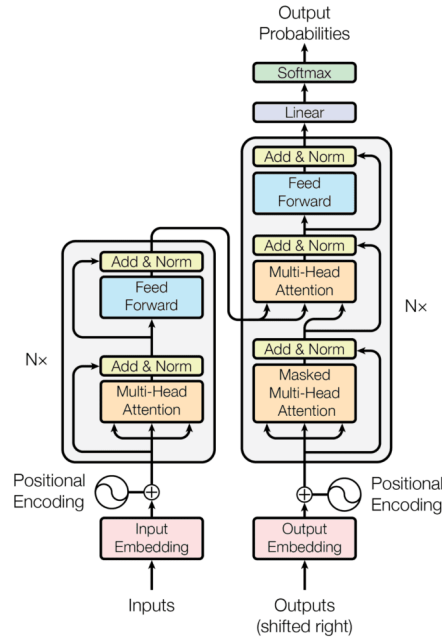 Output
Probabilities
Softmax
Linear
Add & Norm
Feed
Forward
Add & Norm
Multi-Head
Attention
Add & Norm
Masked
Multi-Head
Attention
N×
Add & Norm
Feed
Forward
Add & Norm
Multi-Head
Attention
N×
Positional
Encoding
Positional
Encoding
Input
Embedding
Output
Embedding
Inputs
Outputs
(shifted right)